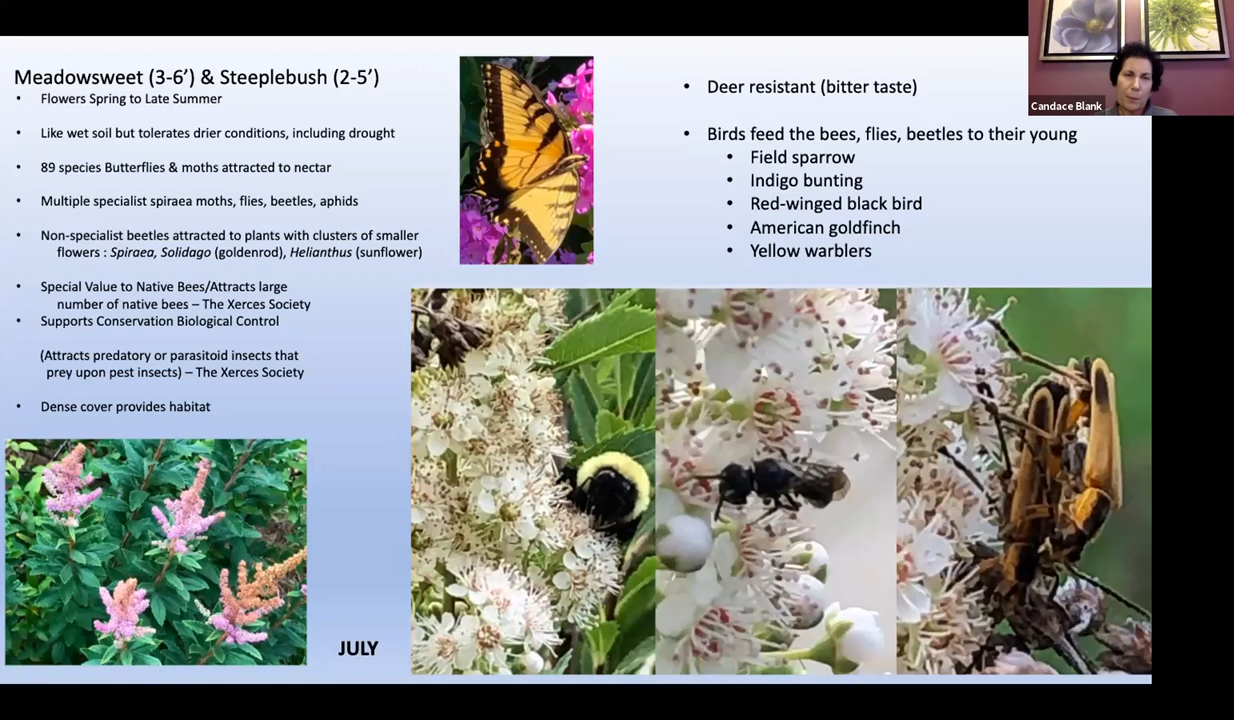 Meadowsweet (3-6’) & Steeplebush (2-5’)
• Flowers Spring to Late Summer
• Like wet soil but tolerates drier conditions, including drought
• 89 species Butterflies & moths attracted to nectar
• Multiple specialist spiraea moths, flies, beetles, aphids
• Non-specialist beetles attracted to plants with clusters of smaller
flowers : Spiraea, Solidago (goldenrod), Helianthus (sunflower)
• Special Value to Native Bees/Attracts large
number of native bees – The Xerces Society
• Supports Conservation Biological Control
(Attracts predatory or parasitoid insects that
prey upon pest insects) – The Xerces Society
• Dense cover provides habitat
JULY
• Deer resistant (bitter taste)
• Birds feed the bees, flies, beetles to their young
• Field sparrow
• Indigo bunting
• Red-winged black bird
• American goldfinch
• Yellow warblers
Candace Blank